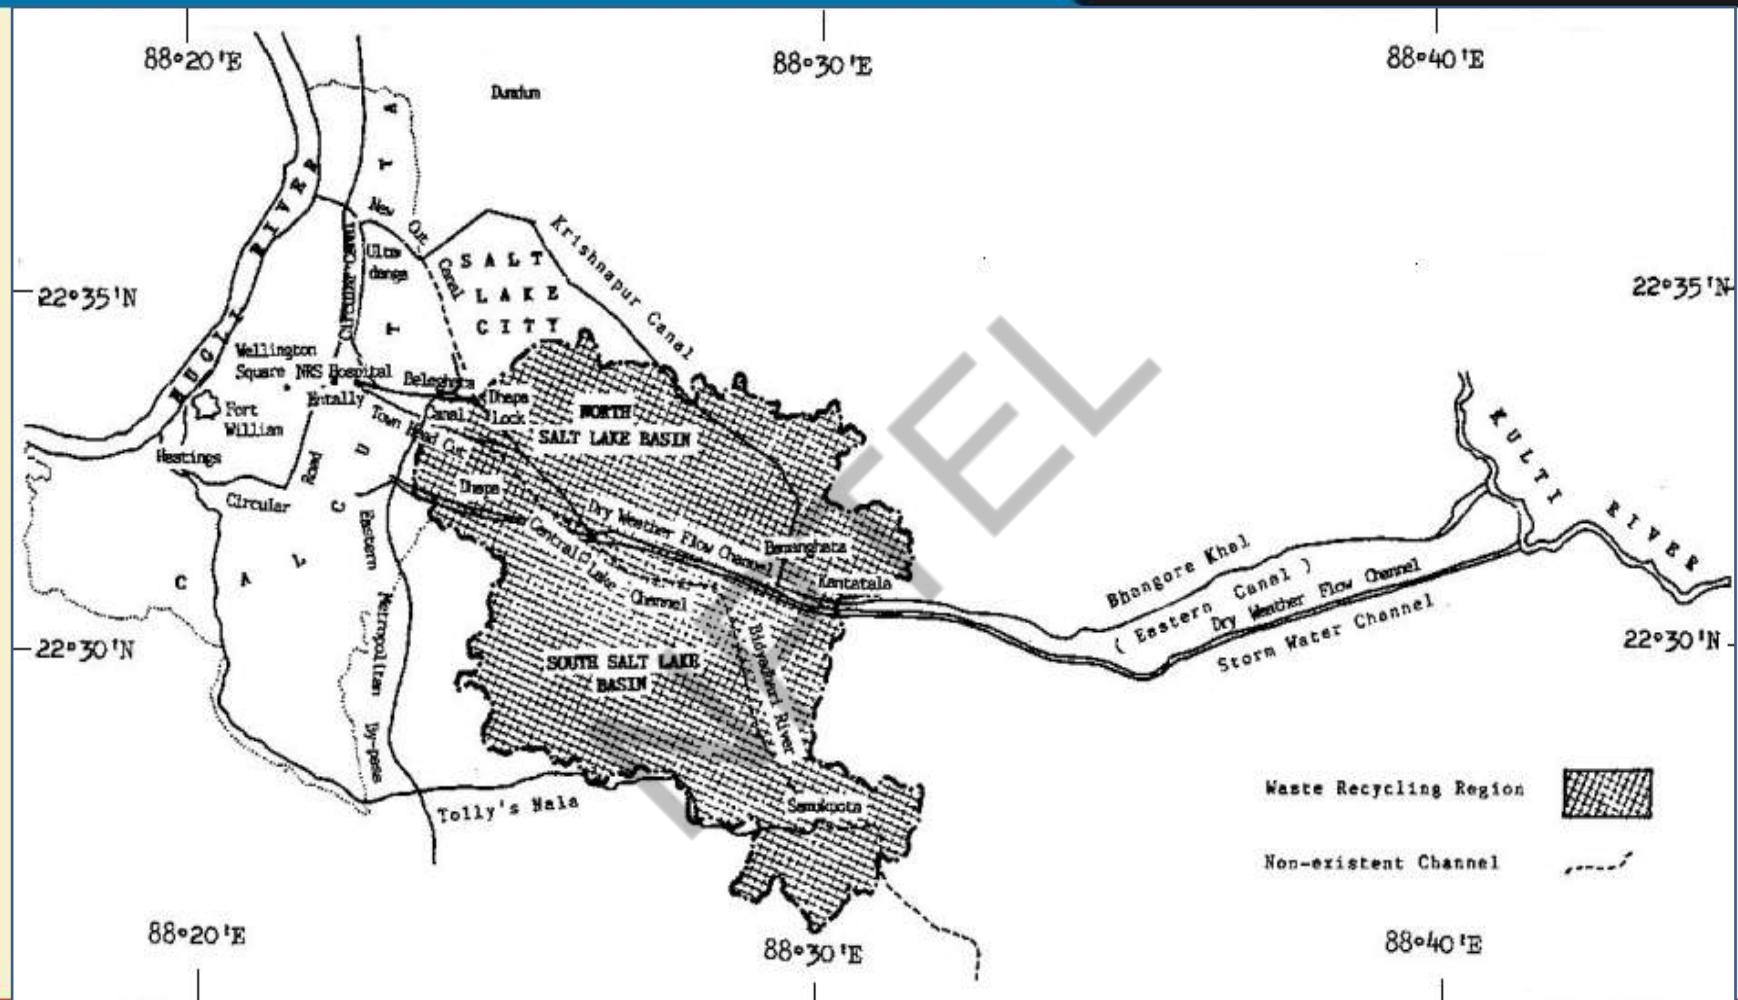 88°20'E
88°30'E
88°40'E
Dumdum
HUGLI RIVER
CALCUTTA
New Cut
Canal
Circular Canal
Ulta
danga
SALT
LAKE
CITY
Krishnapur Canal
22°35'N
22°35'N
Wellington
Square NRS Hospital
Entally
Fort
William
Hastings
Circular
Road
Beleghata
Canal
Dhapa
Lock
Town Head Cut
NORTH
SALT LAKE BASIN
Dhapa
Dry Weather Flow Channel
Central Lake
Channel
Bamanghata
Kantatala
KULTI RIVER
Bhangore Khal
( Eastern Canal )
Dry Weather Flow Channel
Storm Water Channel
Eastern
Metropolitan
By-pass
SOUTH SALT LAKE
BASIN
Bidyadhari River
22°30'N
22°30'N
Tolly's Nala
Samukpota
Waste Recycling Region
Non-existent Channel
88°20'E
88°30'E
88°40'E